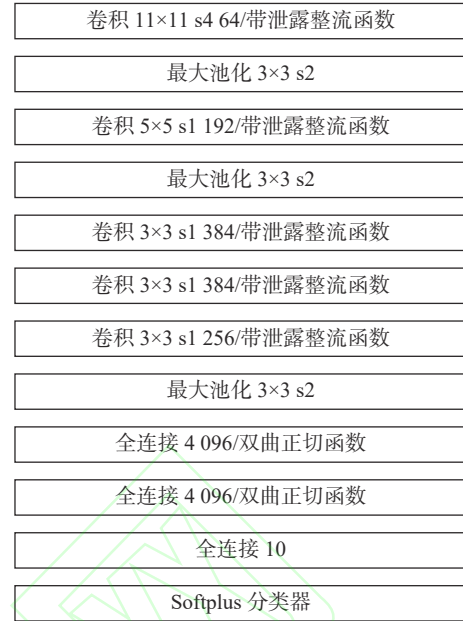 卷积 11×11 s4 64/带泄露整流函数
最大池化 3×3 s2
卷积 5×5 s1 192/带泄露整流函数
最大池化 3×3 s2
卷积 3×3 s1 384/带泄露整流函数
卷积 3×3 s1 384/带泄露整流函数
卷积 3×3 s1 256/带泄露整流函数
最大池化 3×3 s2
全连接 4 096/双曲正切函数
全连接 4 096/双曲正切函数
全连接 10
Softplus 分类器